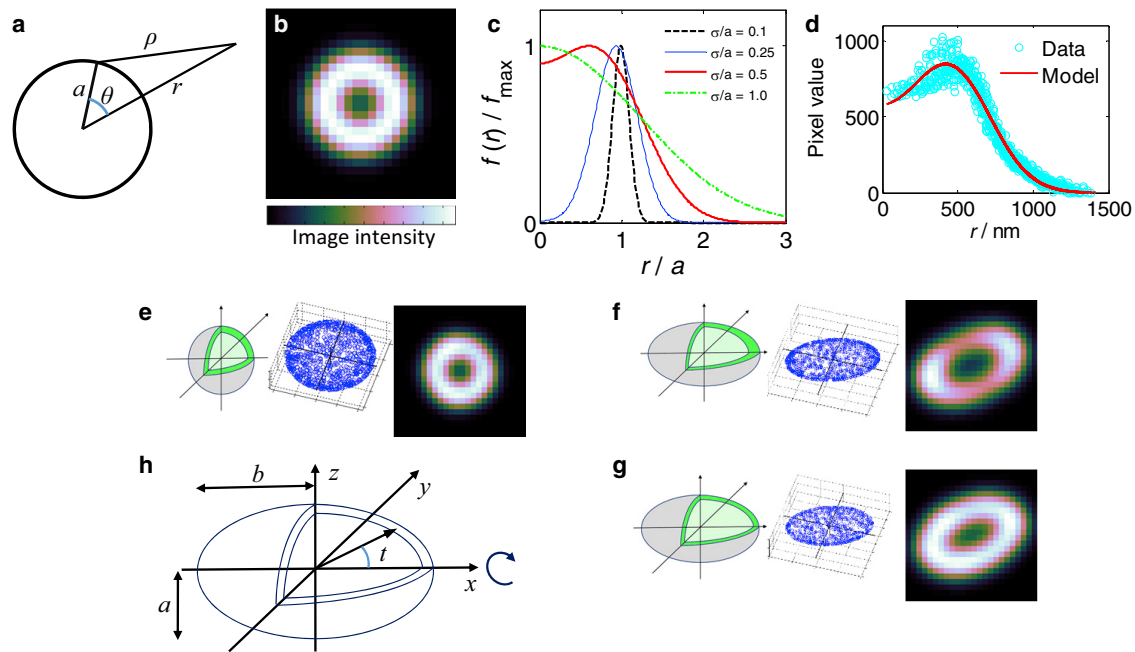 a
ρ
a
θ
r
b
Image intensity
c
f (r) / f max
1
0
0
1
2
3
r / a
σ/a = 0.1
σ/a = 0.25
σ/a = 0.5
σ/a = 1.0
d
Pixel value
1000
500
0
0
500
1000
1500
r / nm
Data
Model
e
f
h
b
z
y
t
x
a
g